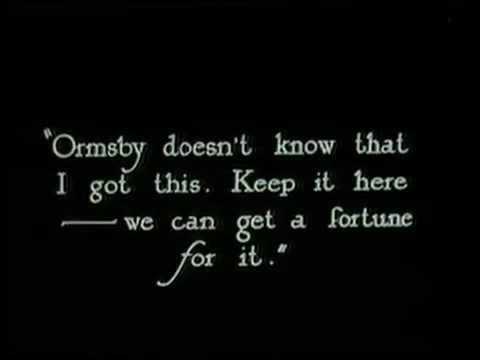 "Ormsby doesn't know that
I got this. Keep it here
— we can get a fortune
for it."